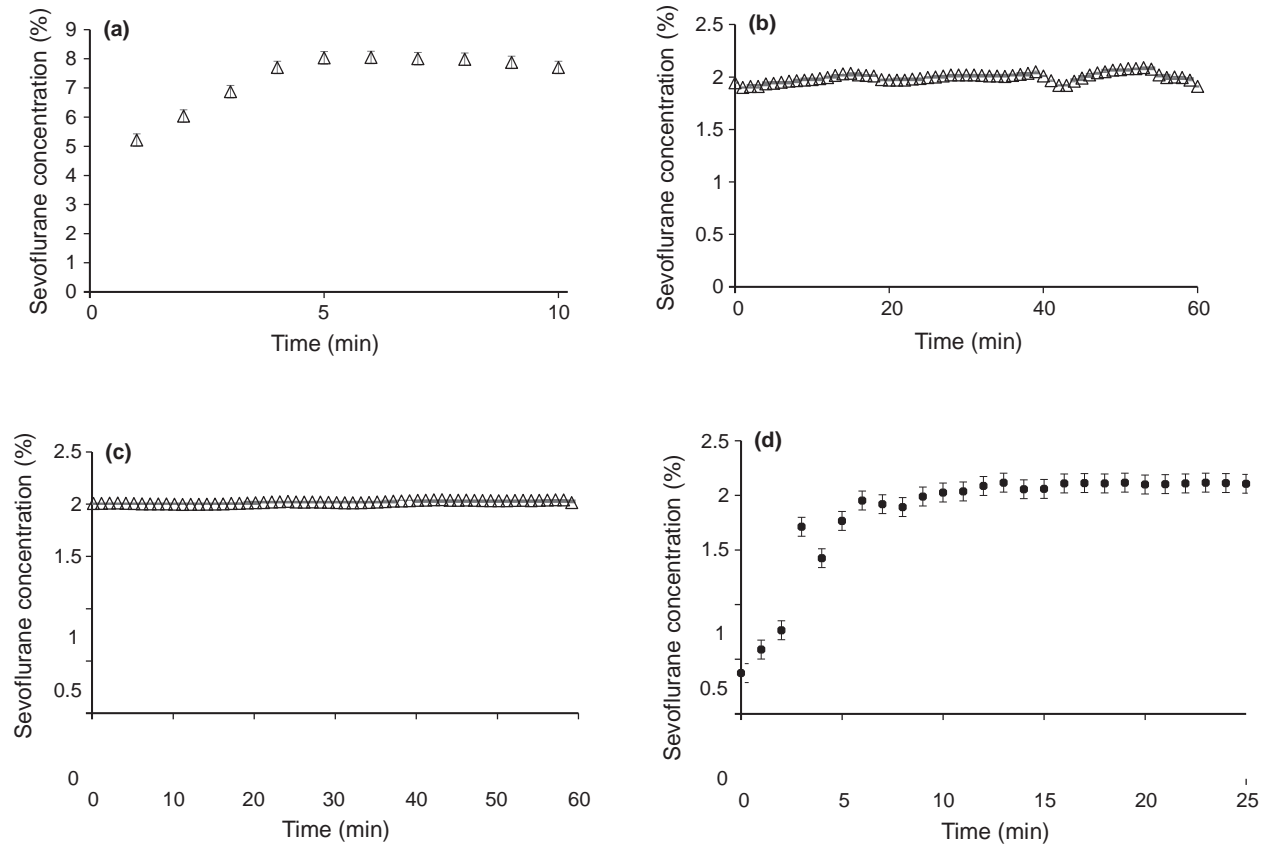 (a)
Sevoflurane concentration (%)
9
8
7
6
5
4
3
2
1
0
0 5 10
Time (min)
(b)
Sevoflurane concentration (%)
2.5
2
1.5
1
0.5
0
0 20 40 60
Time (min)
(c)
Sevoflurane concentration (%)
2.5
2
1.5
1
0.5
0
0 10 20 30 40 50 60
Time (min)
(d)
Sevoflurane concentration (%)
2.5
2
1.5
1
0.5
0
0 5 10 15 20 25
Time (min)